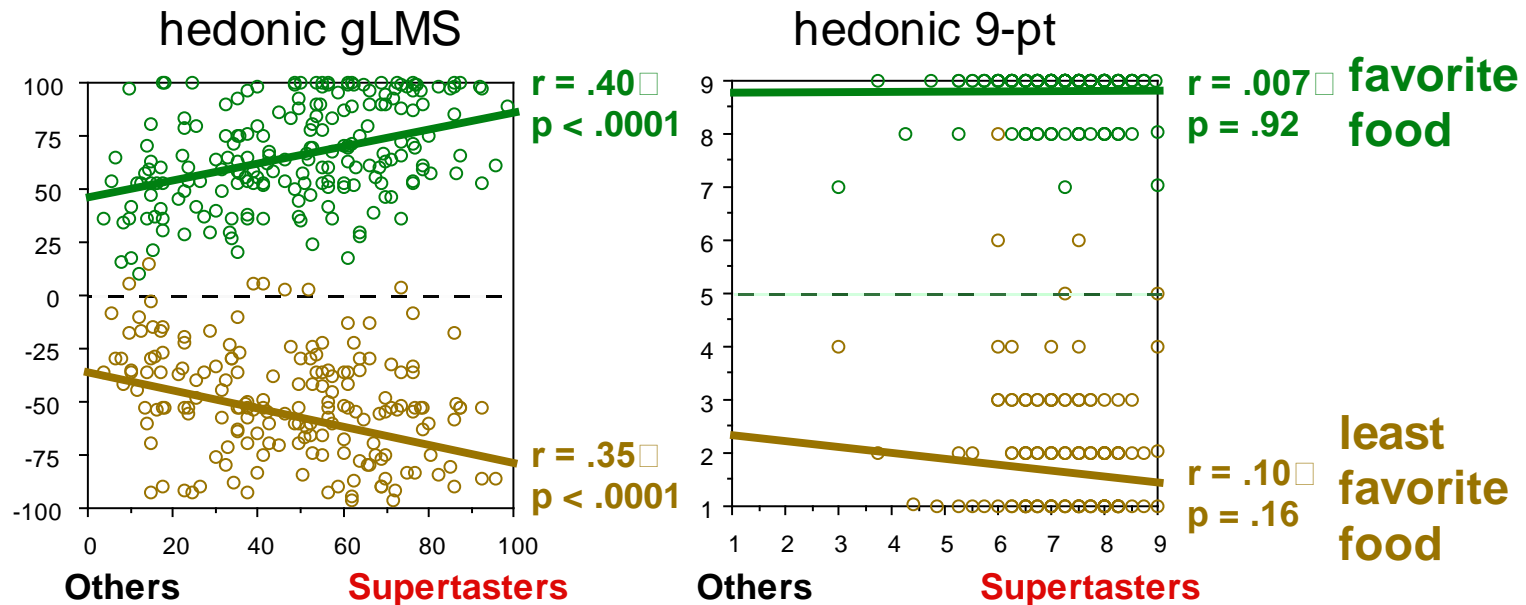 hedonic gLMS
100
75
50
25
0
-25
-50
-75
-100
0 20 40 60 80 100
Others Supertasters
r = .40□
p < .0001
r = .35□
p < .0001
hedonic 9-pt
9
8
7
6
5
4
3
2
1
1 2 3 4 5 6 7 8 9
Others Supertasters
r = .007□
p = .92
favorite
food
r = .10□
p = .16
least
favorite
food